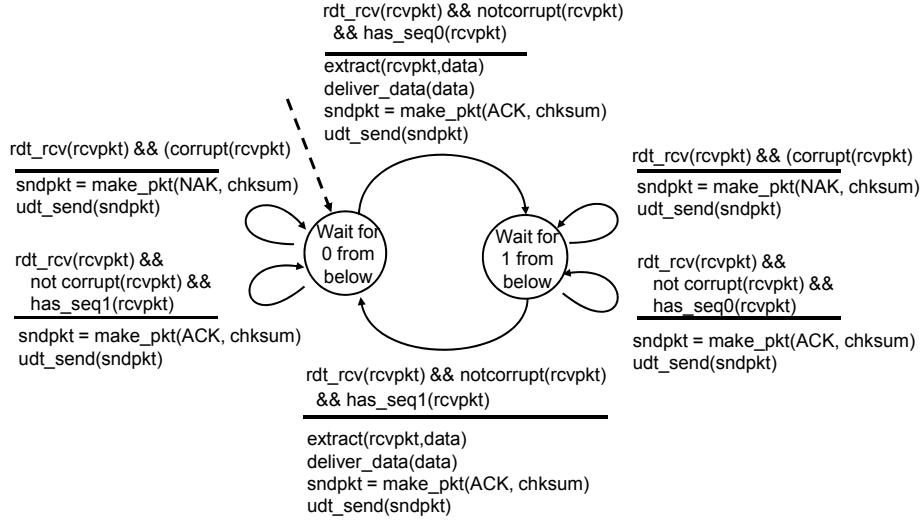 rdt_rcv(rcvpkt) && notcorrupt(rcvpkt)
&& has_seq0(rcvpkt)
extract(rcvpkt,data)
deliver_data(data)
sndpkt = make_pkt(ACK, chksum)
udt_send(sndpkt)
rdt_rcv(rcvpkt) && (corrupt(rcvpkt)
sndpkt = make_pkt(NAK, chksum)
udt_send(sndpkt)
rdt_rcv(rcvpkt) &&
not corrupt(rcvpkt) &&
has_seq1(rcvpkt)
sndpkt = make_pkt(ACK, chksum)
udt_send(sndpkt)
Wait for
0 from
below
Wait for
1 from
below
rdt_rcv(rcvpkt) && (corrupt(rcvpkt)
sndpkt = make_pkt(NAK, chksum)
udt_send(sndpkt)
rdt_rcv(rcvpkt) &&
not corrupt(rcvpkt) &&
has_seq0(rcvpkt)
sndpkt = make_pkt(ACK, chksum)
udt_send(sndpkt)
rdt_rcv(rcvpkt) && notcorrupt(rcvpkt)
&& has_seq1(rcvpkt)
extract(rcvpkt,data)
deliver_data(data)
sndpkt = make_pkt(ACK, chksum)
udt_send(sndpkt)